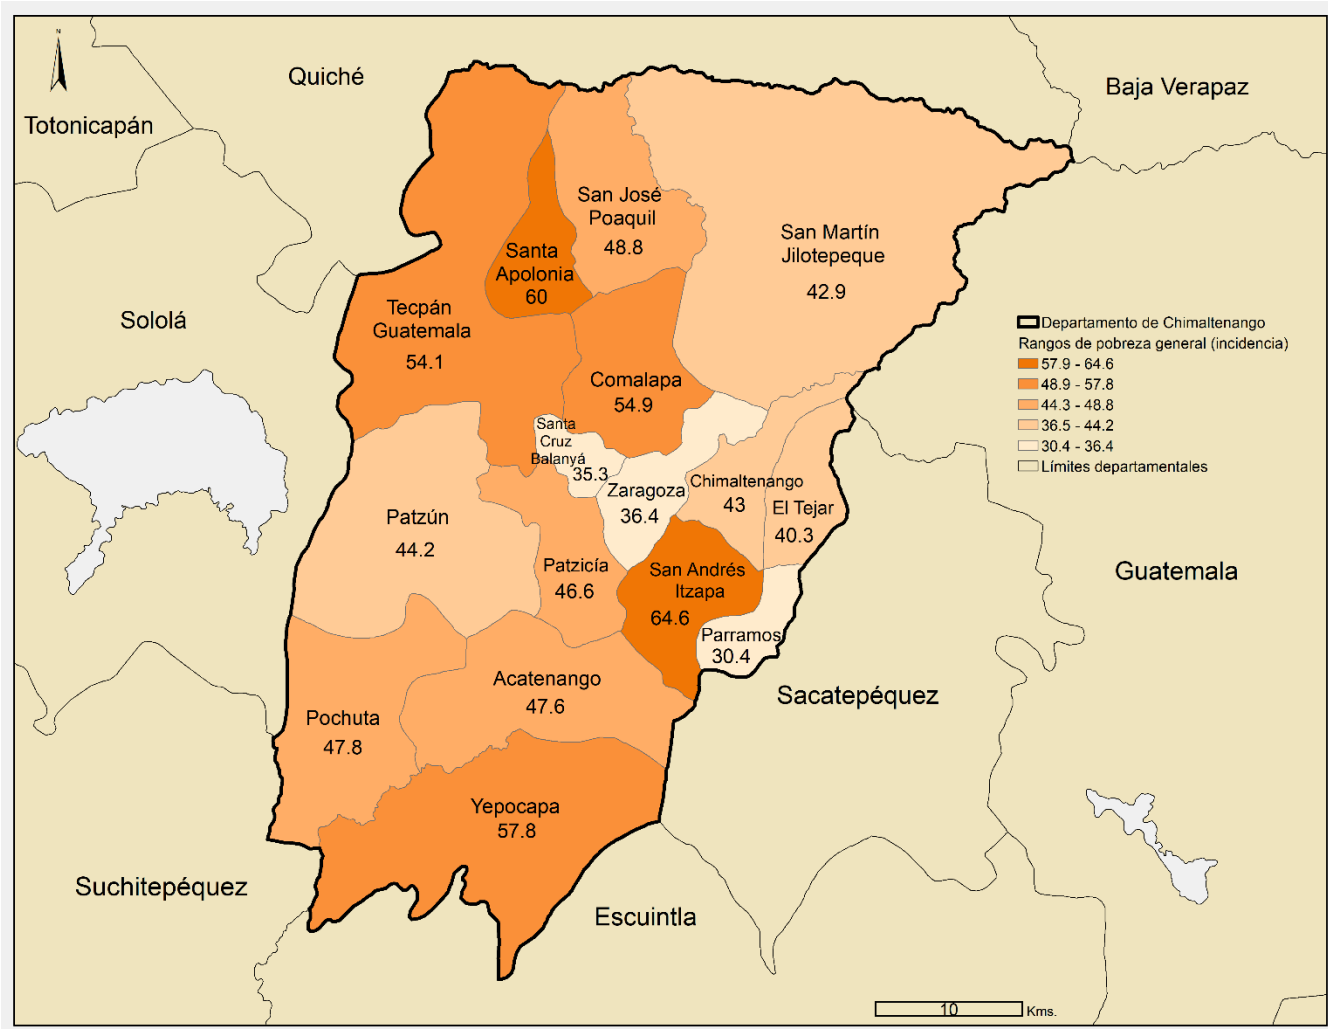 N
Quiché
Baja Verapaz
Totonicapán
San José
Poaquil
48.8
San Martín
Jilotepeque
42.9
Santa
Apolonia
60
Tecpán
Guatemala
54.1
Sololá
Departamento de Chimaltenango
Rangos de pobreza general (incidencia)
57.9 - 64.6
48.9 - 57.8
44.3 - 48.8
36.5 - 44.2
30.4 - 36.4
Límites departamentales
Comalapa
54.9
Santa
Cruz
Balanyá
35.3
Zaragoza
36.4
Chimaltenango
43
El Tejar
40.3
Patzún
44.2
Patzicía
46.6
San Andrés
Itzapa
64.6
Guatemala
Parramos
30.4
Acatenango
47.6
Sacatepéquez
Pochuta
47.8
Yepocapa
57.8
Suchitepéquez
Escuintla
10
Kms.